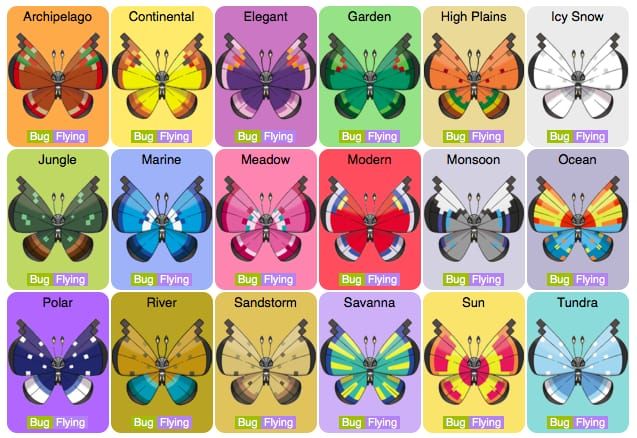 Archipelago Continental Elegant Garden High Plains Icy Snow
Bug Flying Bug Flying Bug Flying Bug Flying Bug Flying Bug Flying
Jungle Marine Meadow Modern Monsoon Ocean
Bug Flying Bug Flying Bug Flying Bug Flying Bug Flying Bug Flying
Polar River Sandstorm Savanna Sun Tundra
Bug Flying Bug Flying Bug Flying Bug Flying Bug Flying Bug Flying